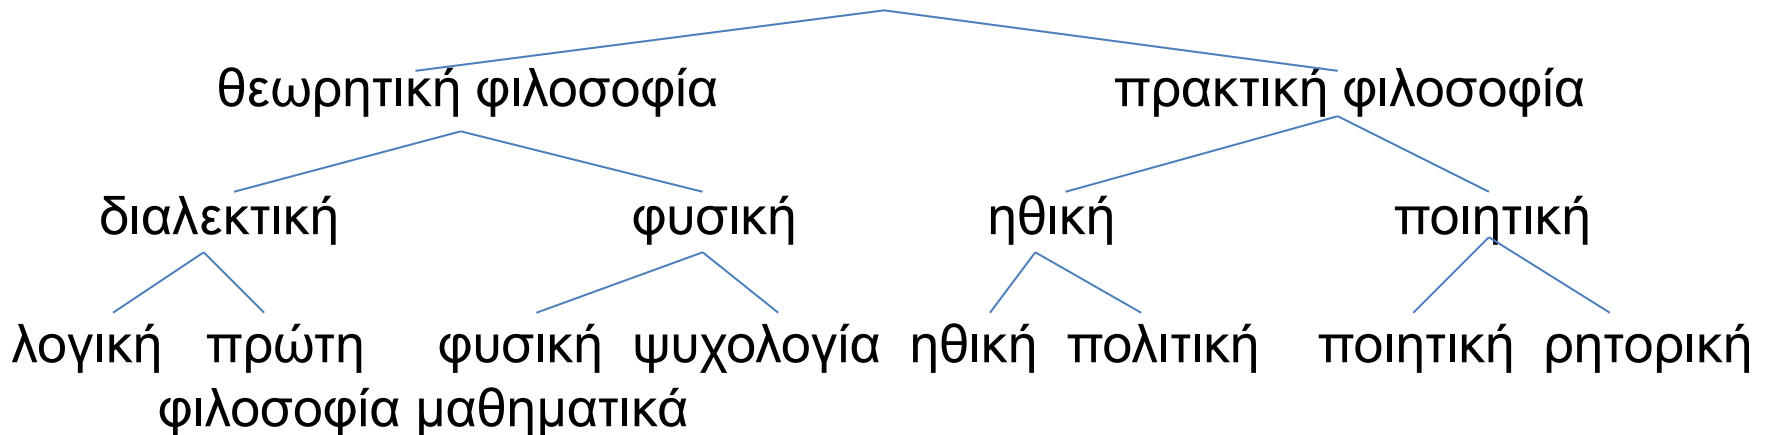 θεωρητική φιλοσοφία πρακτική φιλοσοφία
διαλεκτική φυσική ηθική ποιητική
λογική πρώτη φυσική ψυχολογία ηθική πολιτική ποιητική ρητορική
φιλοσοφία μαθηματικά